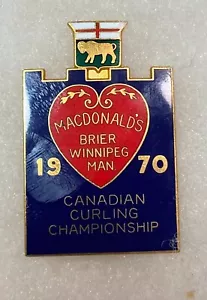 MACDONALD'S
BRIER
WINNIPEG
MAN.
19 70
CANADIAN
CURLING
CHAMPIONSHIP